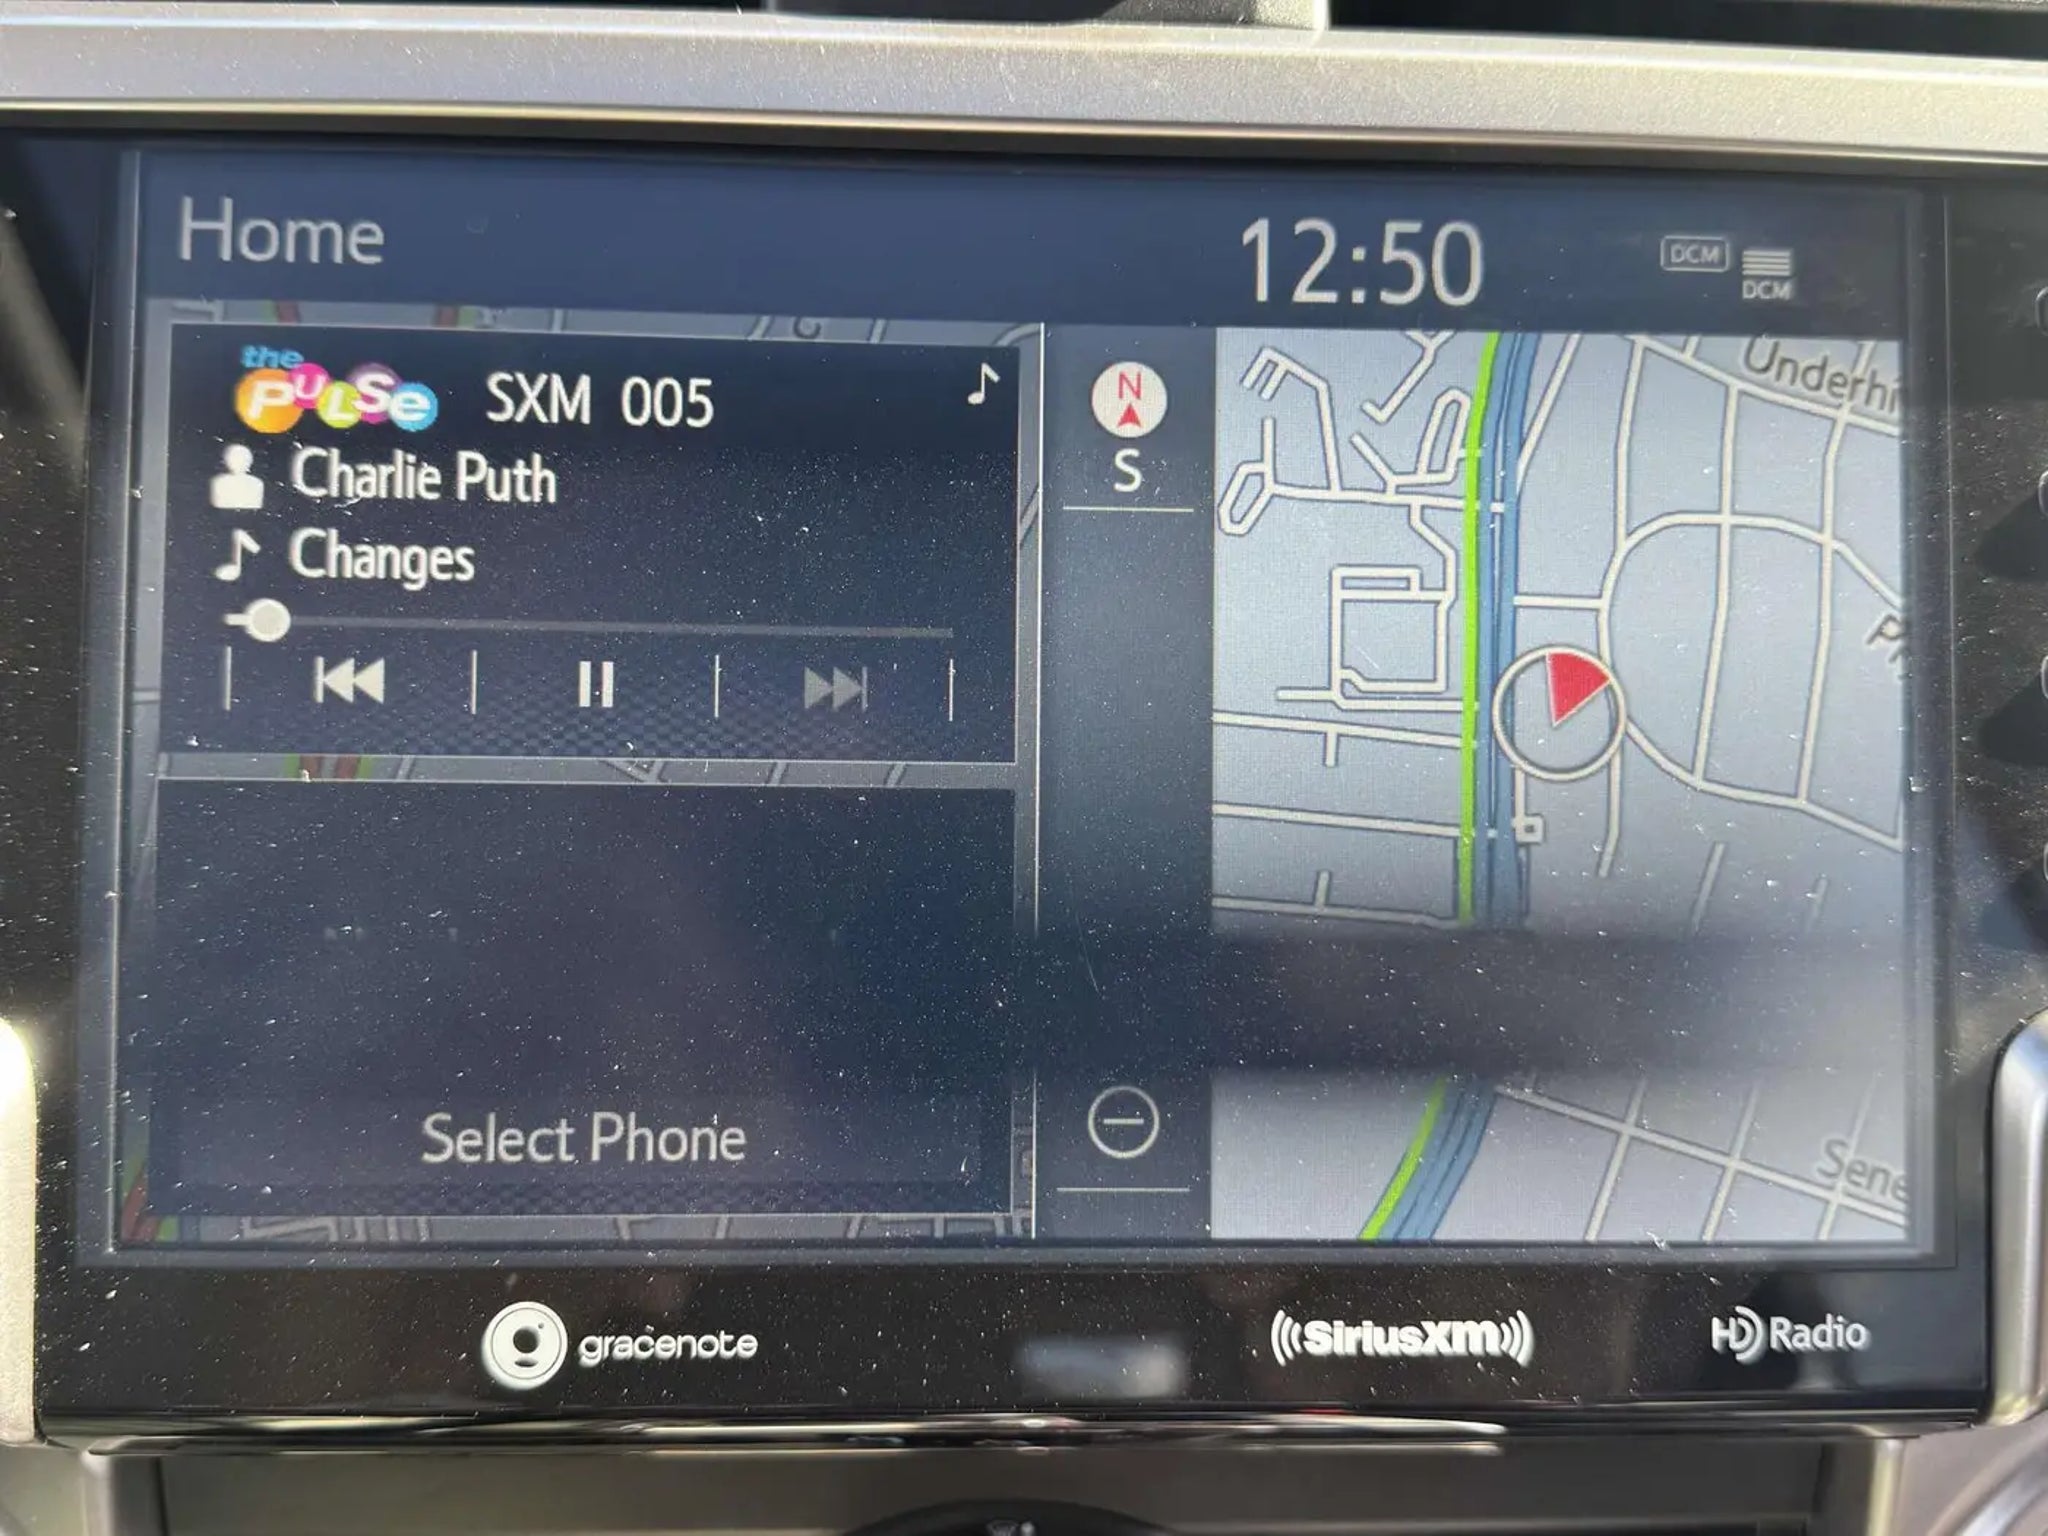 Home
12:50
DCM
DCM
the
PULSe
SXM 005
Charlie Puth
Changes
N
S
Underhi
Select Phone
Sene
gracenote
((SiriusXM))
HD Radio